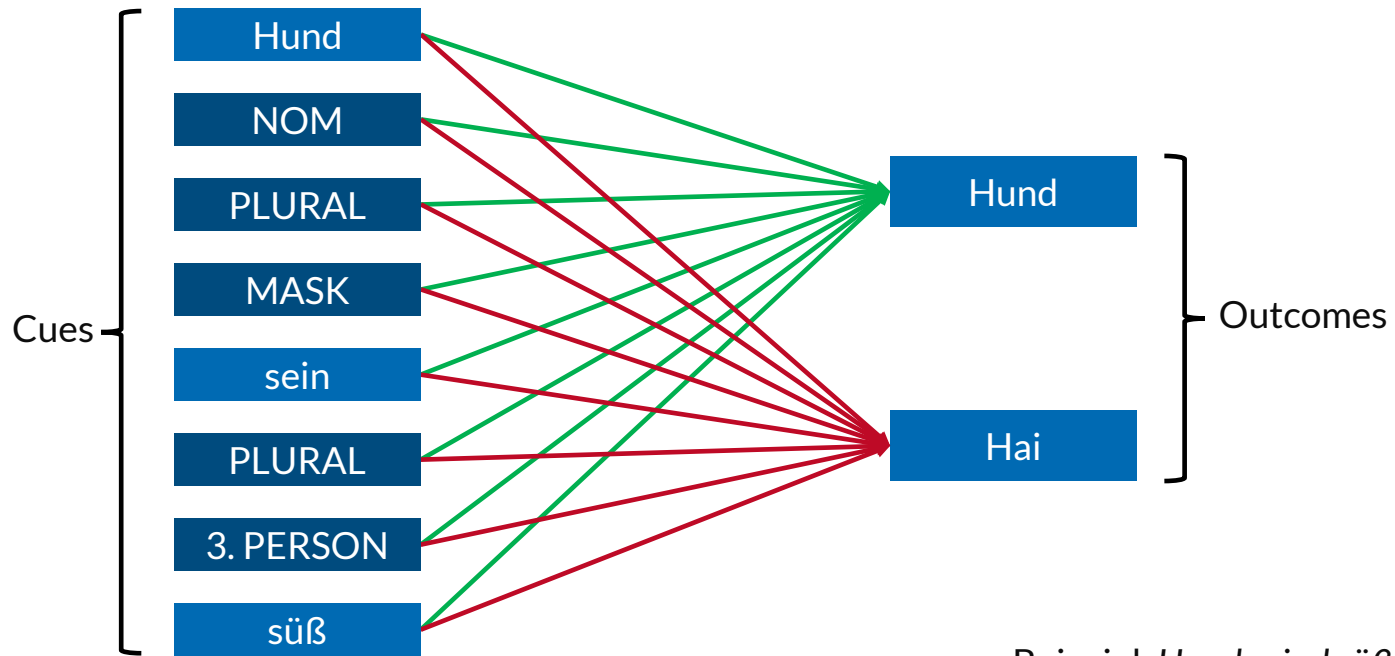 Cues
Hund
NOM
PLURAL
MASK
sein
PLURAL
3. PERSON
süß
Hund
Hai
Outcomes